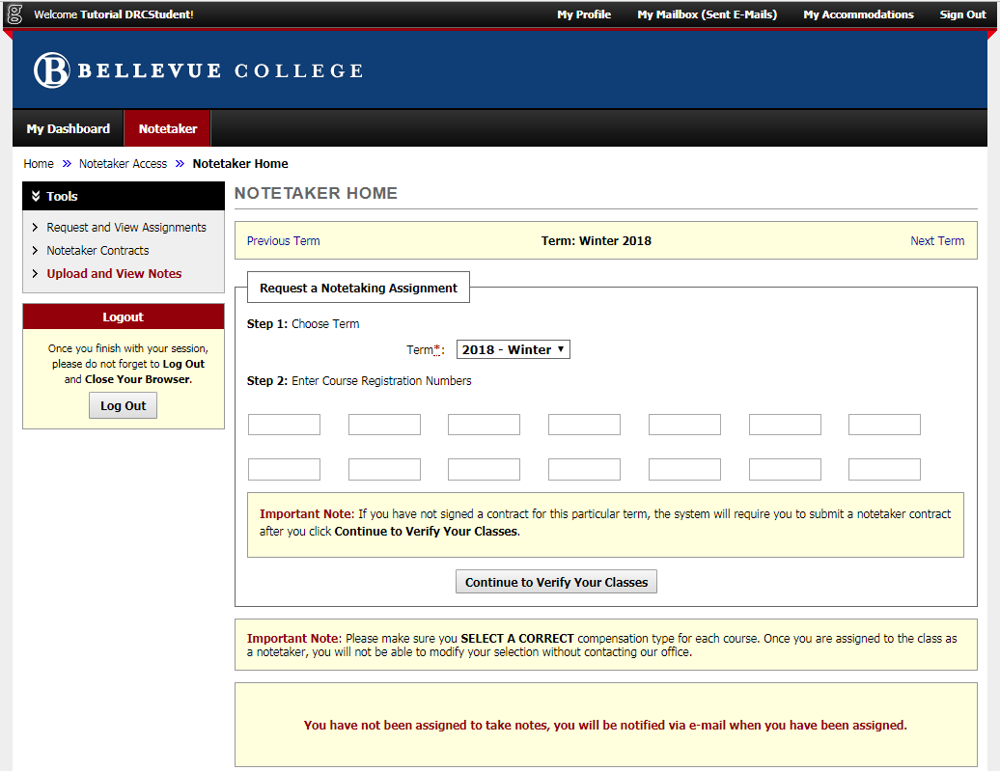 Welcome Tutorial DRCStudent!
My Profile My Mailbox (Sent E-Mails) My Accommodations Sign Out
B BELLEVUE COLLEGE
My Dashboard Notetaker
Home » Notetaker Access » Notetaker Home
Tools
Request and View Assignments
Notetaker Contracts
Upload and View Notes
Logout
Once you finish with your session,
please do not forget to Log Out
and Close Your Browser.
Log Out
NOTETAKER HOME
Previous Term Term: Winter 2018 Next Term
Request a Notetaking Assignment
Step 1: Choose Term
Term*: 2018 - Winter
Step 2: Enter Course Registration Numbers
Important Note: If you have not signed a contract for this particular term, the system will require you to submit a notetaker contract
after you click Continue to Verify Your Classes.
Continue to Verify Your Classes
Important Note: Please make sure you SELECT A CORRECT compensation type for each course. Once you are assigned to the class as
a notetaker, you will not be able to modify your selection without contacting our office.
You have not been assigned to take notes, you will be notified via e-mail when you have been assigned.